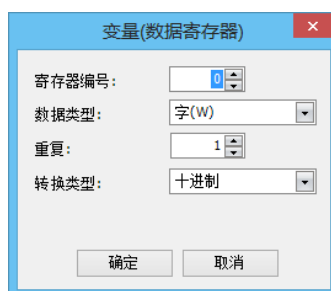 变量(数据寄存器)
寄存器编号: 0
数据类型: 字(W)
重复: 1
转换类型: 十进制
确定 取消